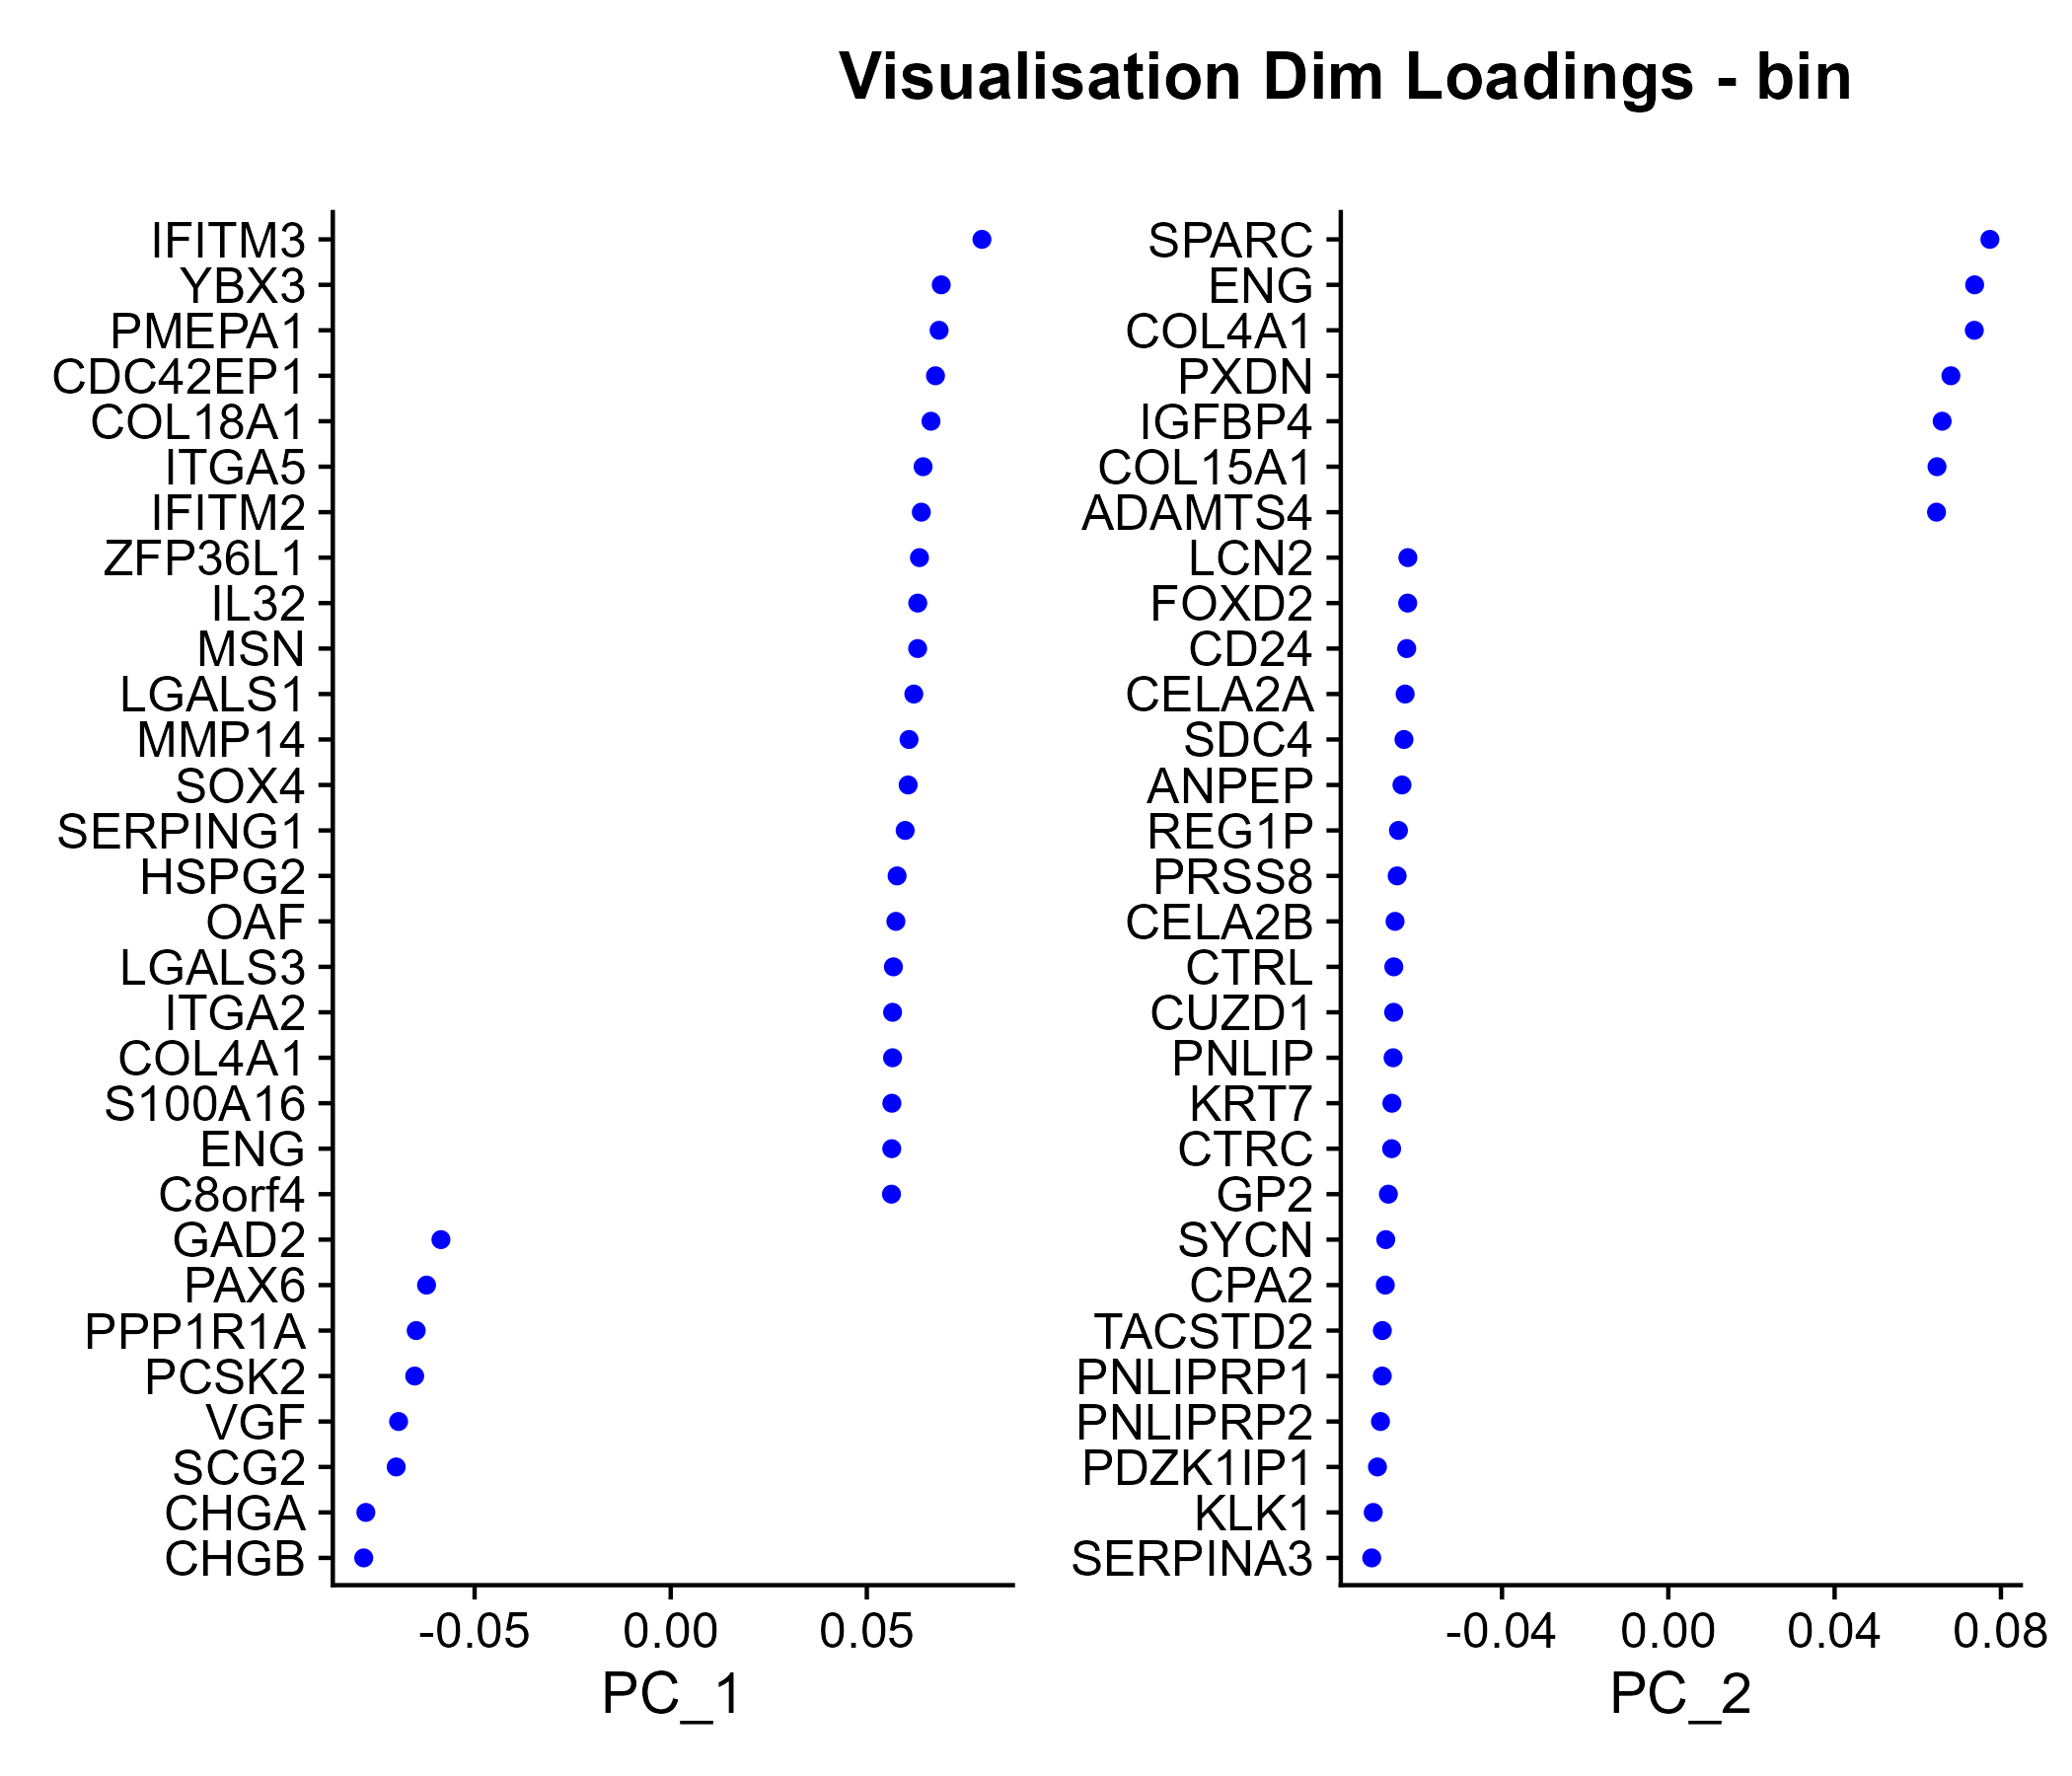 Visualisation Dim Loadings - bin
IFITM3
YBX3
PMEPA1
CDC42EP1
COL18A1
ITGA5
IFITM2
ZFP36L1
IL32
MSN
LGALS1
MMP14
SOX4
SERPING1
HSPG2
OAF
LGALS3
ITGA2
COL4A1
S100A16
ENG
C8orf4
GAD2
PAX6
PPP1R1A
PCSK2
VGF
SCG2
CHGA
CHGB
-0.05 0.00 0.05
PC_1
SPARC
ENG
COL4A1
PXDN
IGFBP4
COL15A1
ADAMTS4
LCN2
FOXD2
CD24
CELA2A
SDC4
ANPEP
REG1P
PRSS8
CELA2B
CTRL
CUZD1
PNLIP
KRT7
CTRC
GP2
SYCN
CPA2
TACSTD2
PNLIPRP1
PNLIPRP2
PDZK1IP1
KLK1
SERPINA3
-0.04 0.00 0.04 0.08
PC_2